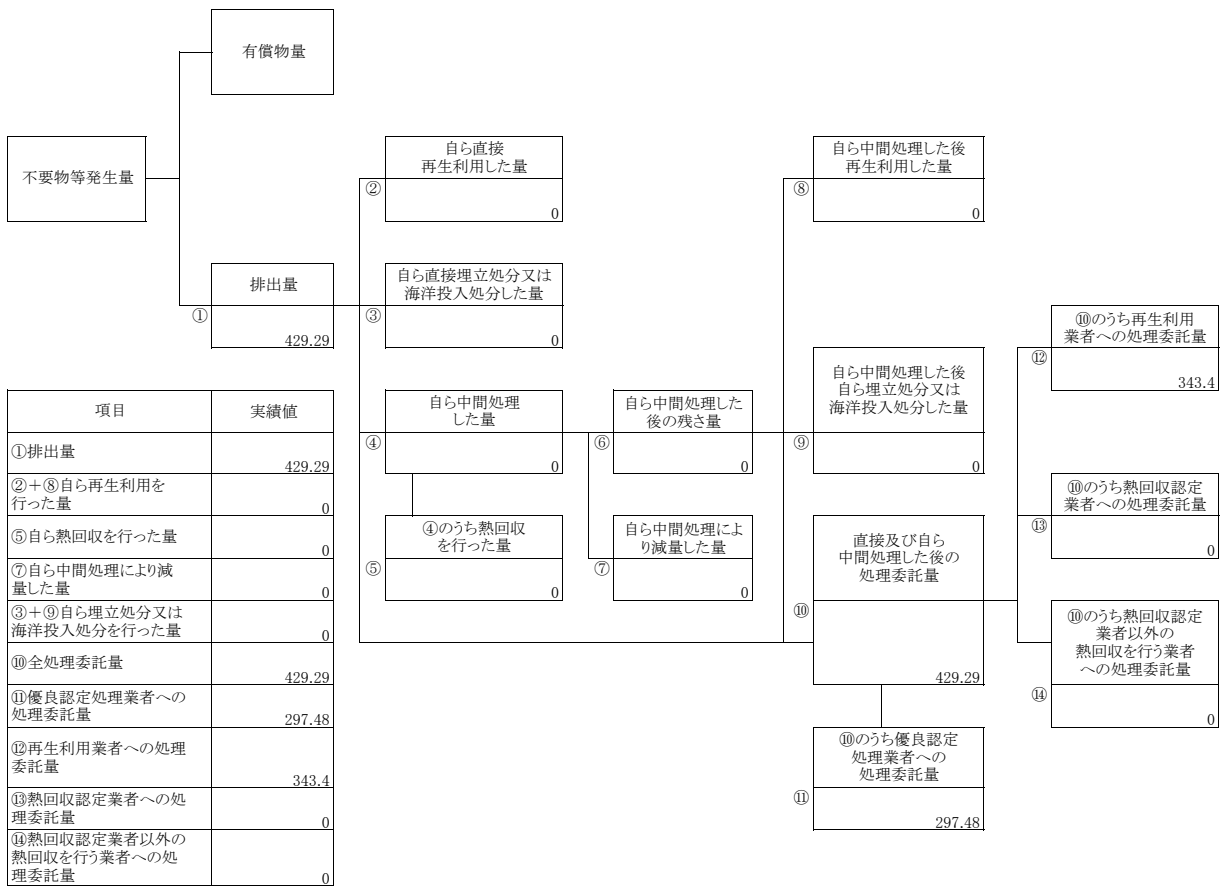 有償物量
不要物等発生量
自ら直接
再生利用した量
②
0
自ら中間処理した後
再生利用した量
⑧
0
排出量
①
429.29
自ら直接埋立処分又は
海洋投入処分した量
③
0
⑩のうち再生利用
業者への処理委託量
⑫
343.4
自ら中間処理
した量
④
0
自ら中間処理した
後の残さ量
⑥
0
自ら中間処理した後
自ら埋立処分又は
海洋投入処分した量
⑨
0
⑩のうち熱回収認定
業者への処理委託量
⑬
0
④のうち熱回収
を行った量
⑤
0
自ら中間処理によ
り減量した量
⑦
0
直接及び自ら
中間処理した後の
処理委託量
⑩
429.29
⑩のうち熱回収認定
業者以外の
熱回収を行う業者
への処理委託量
⑭
0
⑩のうち優良認定
処理業者への
処理委託量
⑪
297.48
項目 実績値
①排出量
429.29
②+⑧自ら再生利用を
行った量
0
⑤自ら熱回収を行った量
0
⑦自ら中間処理により減
量した量
0
③+⑨自ら埋立処分又は
海洋投入処分を行った量
0
⑩全処理委託量
429.29
⑪優良認定処理業者への
処理委託量
297.48
⑫再生利用業者への処理
委託量
343.4
⑬熱回収認定業者への処
理委託量
0
⑭熱回収認定業者以外の
熱回収を行う業者への処
理委託量
0